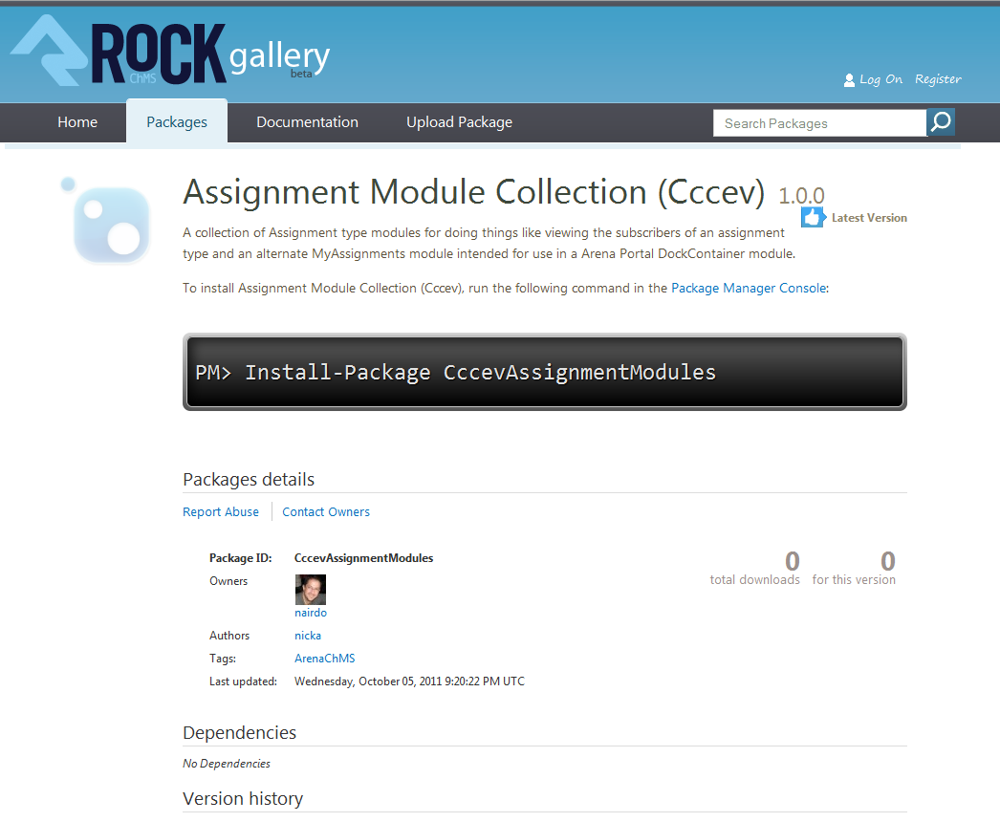 ROCK gallery
ChMS
beta
Log On Register
Home Packages Documentation Upload Package Search Packages
Assignment Module Collection (Cccev) 1.0.0
Latest Version
A collection of Assignment type modules for doing things like viewing the subscribers of an assignment
type and an alternate MyAssignments module intended for use in a Arena Portal DockContainer module.
To install Assignment Module Collection (Cccev), run the following command in the Package Manager Console:
PM> Install-Package CccevAssignmentModules
Packages details
Report Abuse Contact Owners
Package ID: CccevAssignmentModules
0 0
total downloads for this version
Owners
nairdo
Authors nicka
Tags: ArenaChMS
Last updated: Wednesday, October 05, 2011 9:20:22 PM UTC
Dependencies
No Dependencies
Version history